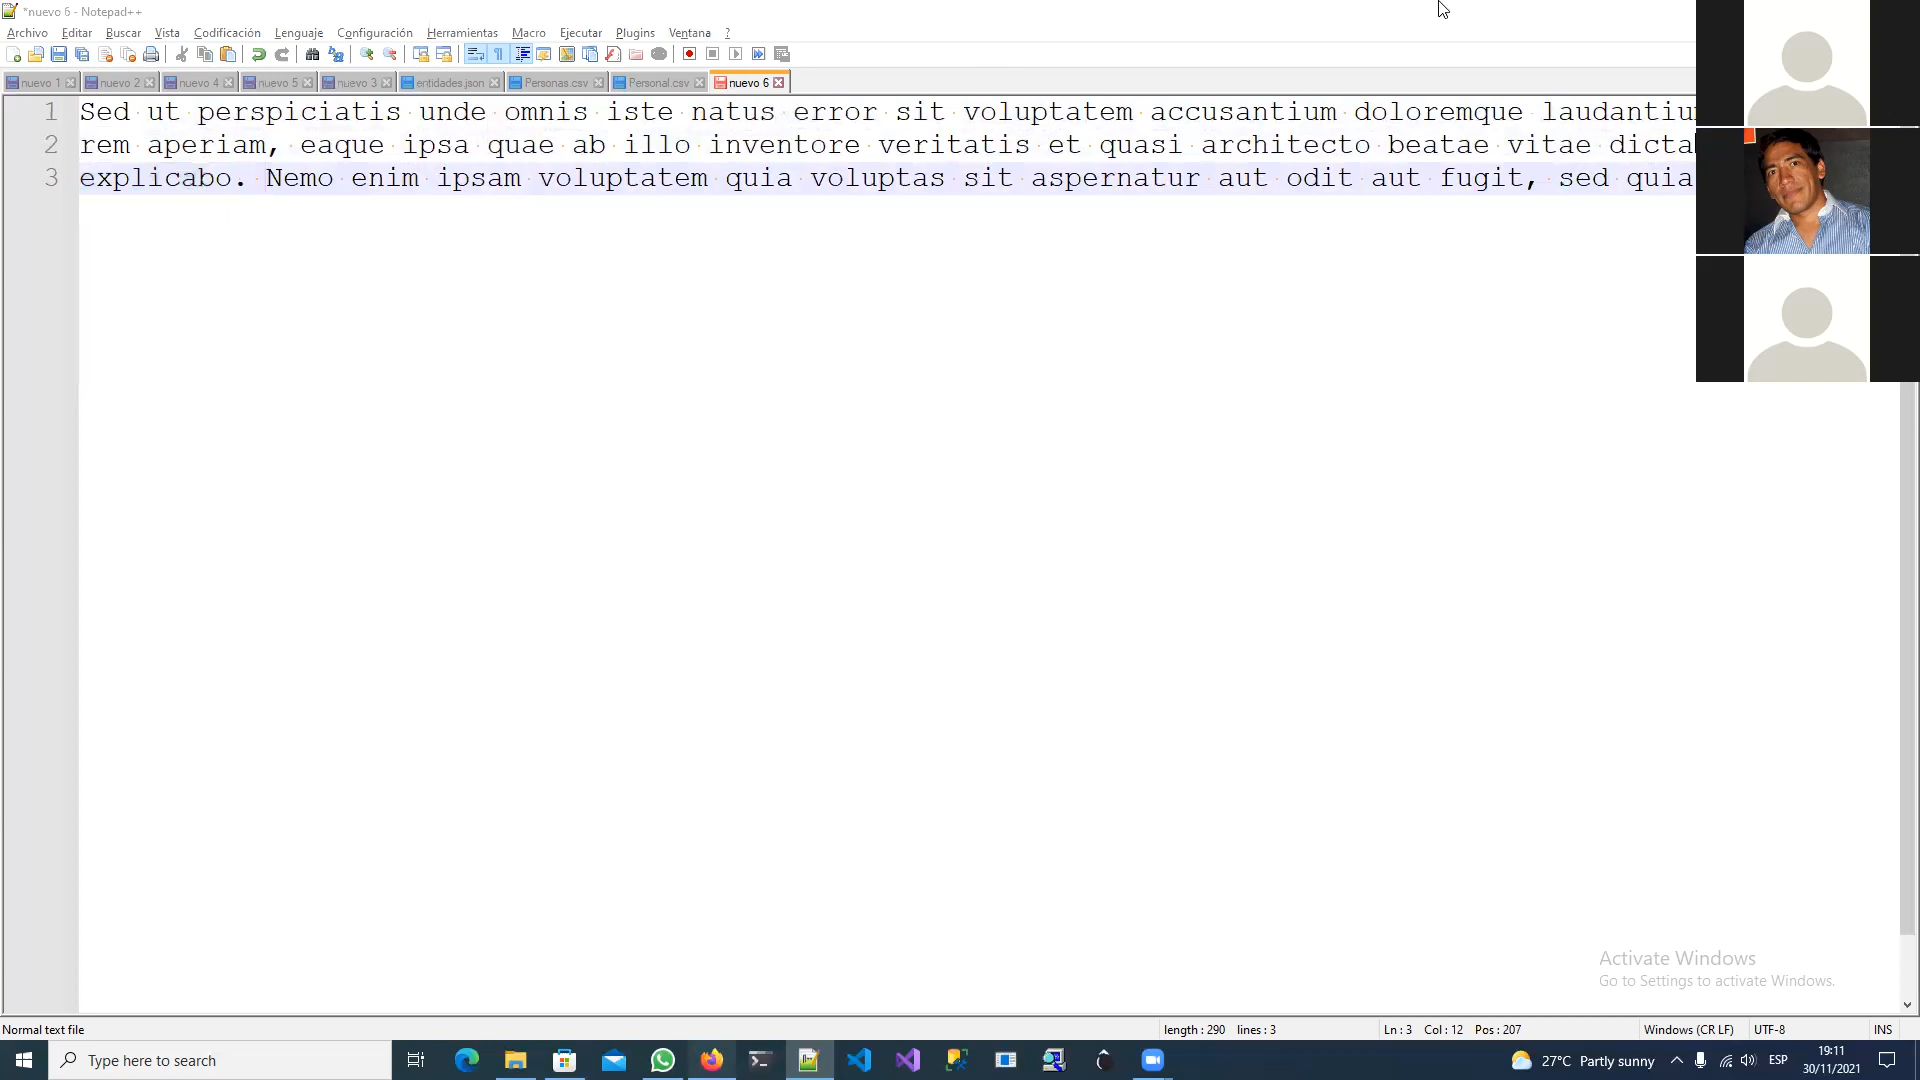 *nuevo 6 - Notepad++
Archivo Editar Buscar Vista Codificación Lenguaje Configuración Herramientas Macro Ejecutar Plugins Ventana ?
nuevo 1 nuevo 2 nuevo 4 nuevo 5 nuevo 3 entidades.json Personas.csv Personal.csv nuevo 6
1 Sed ut perspiciatis unde omnis iste natus error sit voluptatem accusantium doloremque
2 rem aperiam, eaque ipsa quae ab illo inventore veritatis et quasi architecto beatae vitae
3 explicabo. Nemo enim ipsam voluptatem quia voluptas sit aspernatur aut odit aut fugit, sed quia
Activate Windows
Go to Settings to activate Windows.
Normal text file length : 290 lines : 3 Ln : 3 Col : 12 Pos : 207 Windows (CR LF) UTF-8 INS
Type here to search 27°C Partly sunny ESP 19:11
30/11/2021